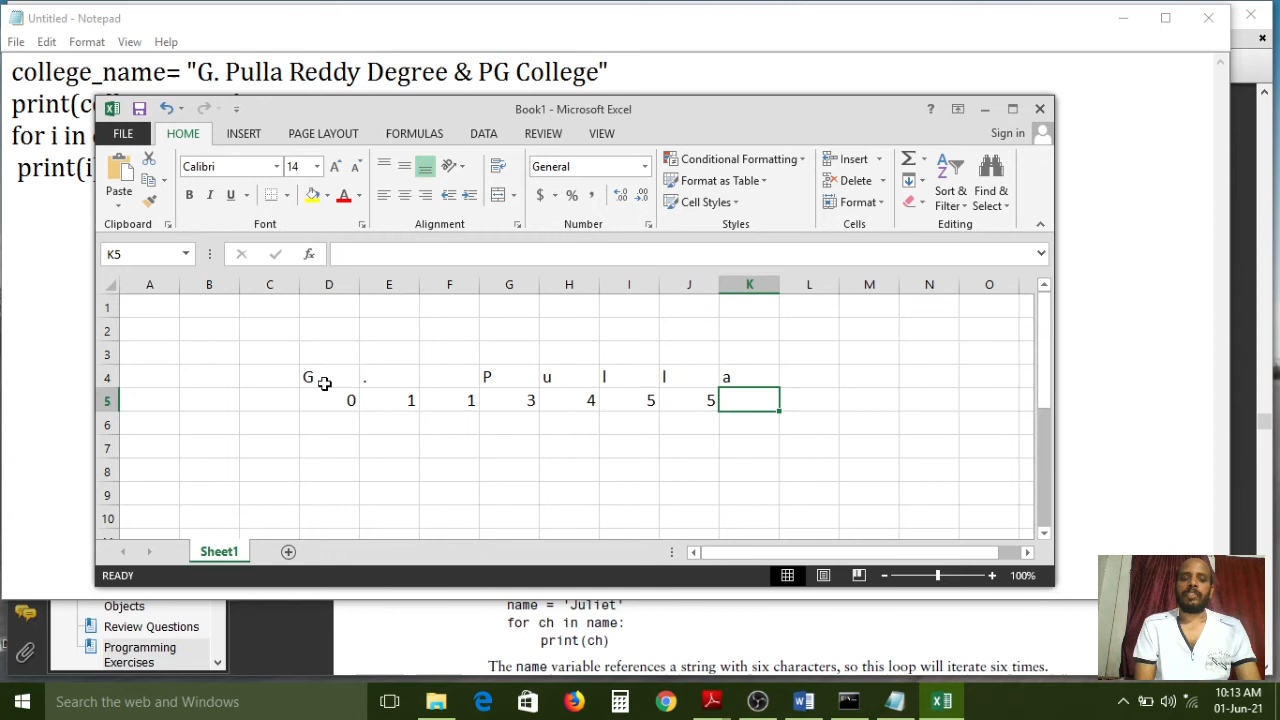 Untitled - Notepad
File Edit Format View Help
college_name= "G. Pulla Reddy Degree & PG College"
print(
for i in
print(i
Book1 - Microsoft Excel
FILE HOME INSERT PAGE LAYOUT FORMULAS DATA REVIEW VIEW Sign in
Paste
Calibri 14
B I U
General
$ % ,
Conditional Formatting
Format as Table
Cell Styles
Insert
Delete
Format
Sort & Filter
Find & Select
Clipboard Font Alignment Number Styles Cells Editing
K5 fx
A B C D E F G H I J K L M N O
1
2
3
4 G . P u l l a
5 0 1 1 3 4 5 5
6
7
8
9
10
Sheet1
READY 100%
Objects
Review Questions
Programming Exercises
name = 'Juliet'
for ch in name:
print(ch)
The name variable references a string with six characters, so this loop will iterate six times.
Search the web and Windows
10:13 AM
01-Jun-21